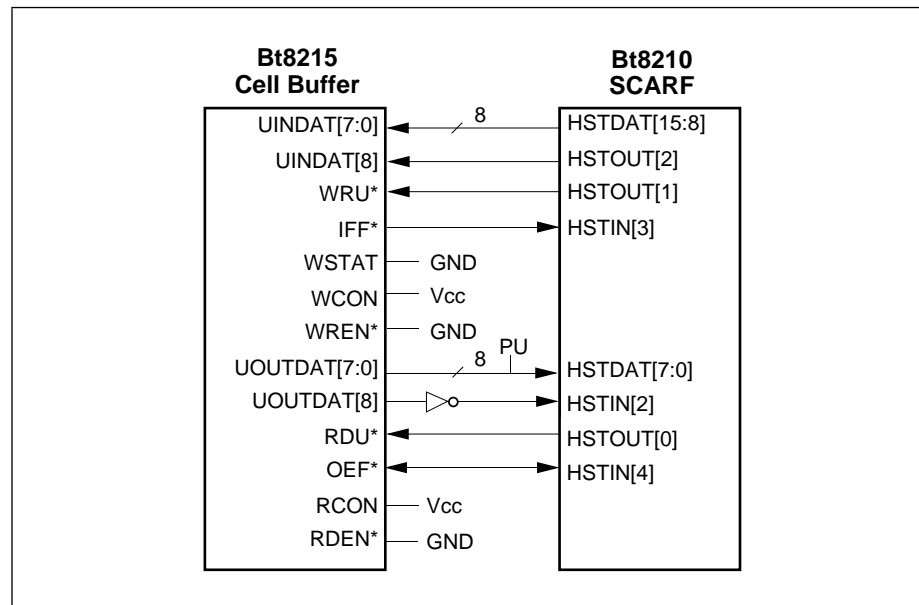 Bt8215
Cell Buffer
Bt8210
SCARF
UINDAT[7:0]
8
HSTDAT[15:8]
UINDAT[8]
HSTOUT[2]
WRU*
HSTOUT[1]
IFF*
HSTIN[3]
WSTAT
GND
WCON
Vcc
WREN*
GND
PU
UOUTDAT[7:0]
8
HSTDAT[7:0]
UOUTDAT[8]
HSTIN[2]
RDU*
HSTOUT[0]
OEF*
HSTIN[4]
RCON
Vcc
RDEN*
GND